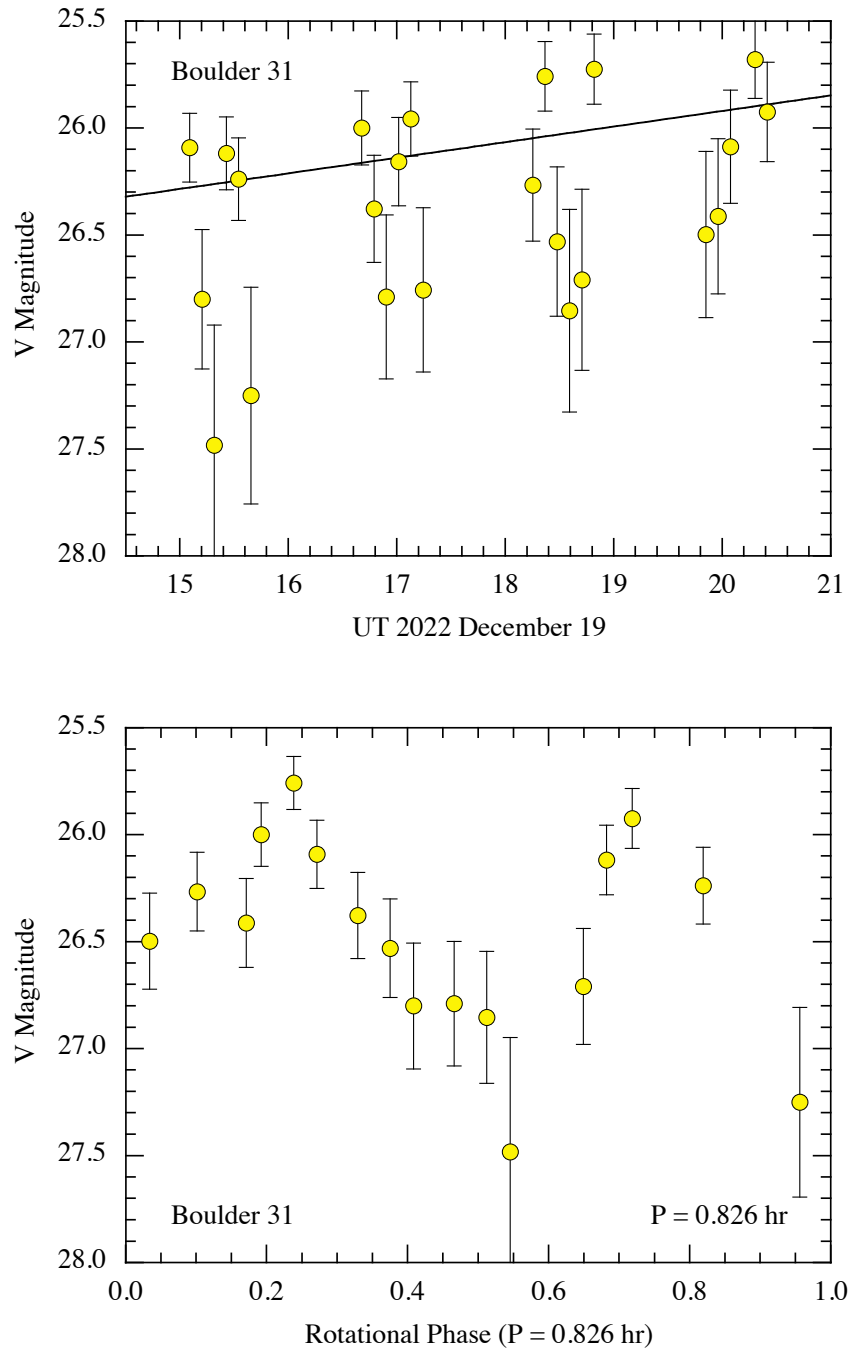 25.5
Boulder 31
26.0
26.5
V Magnitude
27.0
27.5
28.0
15 16 17 18 19 20 21
UT 2022 December 19
25.5
26.0
26.5
V Magnitude
27.0
27.5
Boulder 31 P = 0.826 hr
28.0
0.0 0.2 0.4 0.6 0.8 1.0
Rotational Phase (P = 0.826 hr)